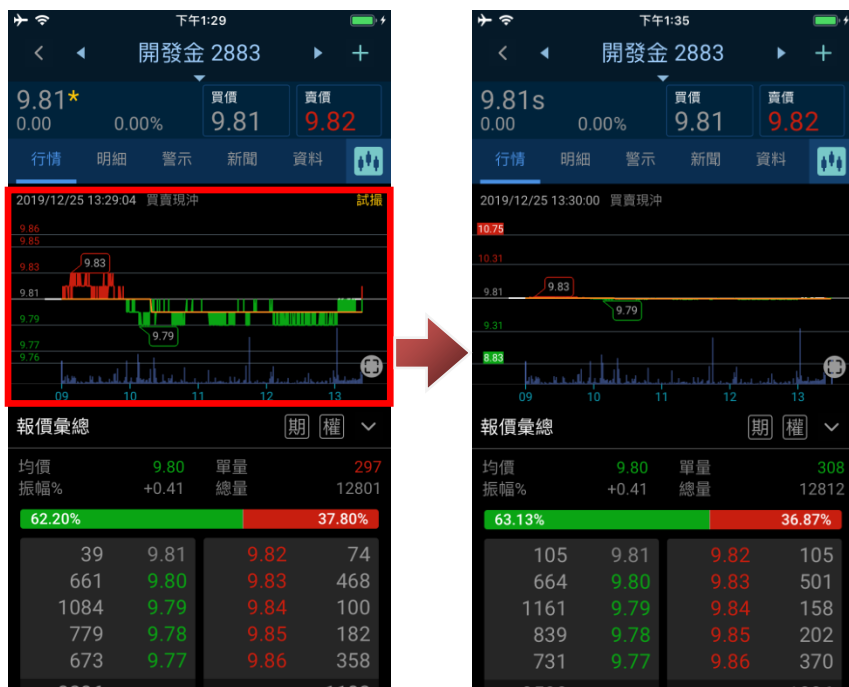 下午1:29
開發金 2883
9.81*
0.00 0.00%
買價
9.81
賣價
9.82
行情 明細 警示 新聞 資料
2019/12/25 13:29:04 買賣現沖 試撮
9.86
9.85
9.83
9.83
9.81
9.79
9.79
9.77
9.76
09 10 11 12 13
報價彙總 期 權
均價 9.80 單量 297
振幅% +0.41 總量 12801
62.20% 37.80%
39 9.81 9.82 74
661 9.80 9.83 468
1084 9.79 9.84 100
779 9.78 9.85 182
673 9.77 9.86 358
下午1:35
開發金 2883
9.81s
0.00 0.00%
買價
9.81
賣價
9.82
行情 明細 警示 新聞 資料
2019/12/25 13:30:00 買賣現沖
10.75
10.31
9.83
9.81
9.79
9.31
8.83
09 10 11 12 13
報價彙總 期 權
均價 9.80 單量 308
振幅% +0.41 總量 12812
63.13% 36.87%
105 9.81 9.82 105
664 9.80 9.83 501
1161 9.79 9.84 158
839 9.78 9.85 202
731 9.77 9.86 370